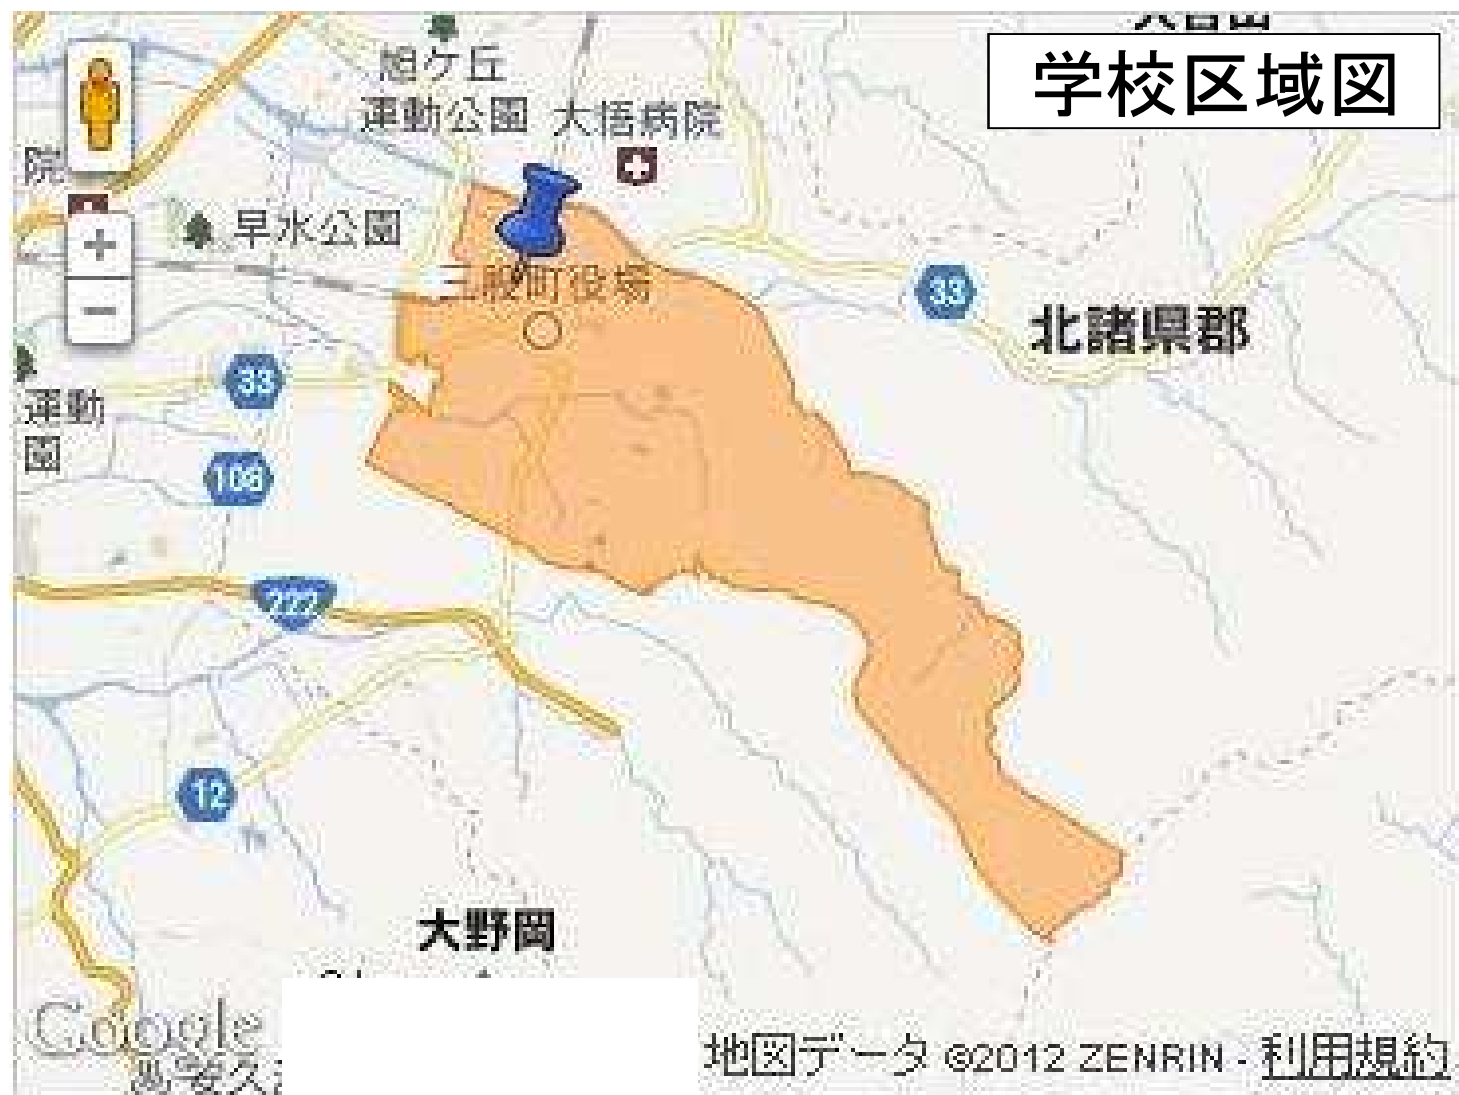 旭ケ丘
運動公園
大悟病院
学校区域図
院
早水公園
+
三股町役場
33
北諸県郡
−
33
運動
園
108
222
12
大野岡
Google
地図データ ©2012 ZENRIN - 利用規約